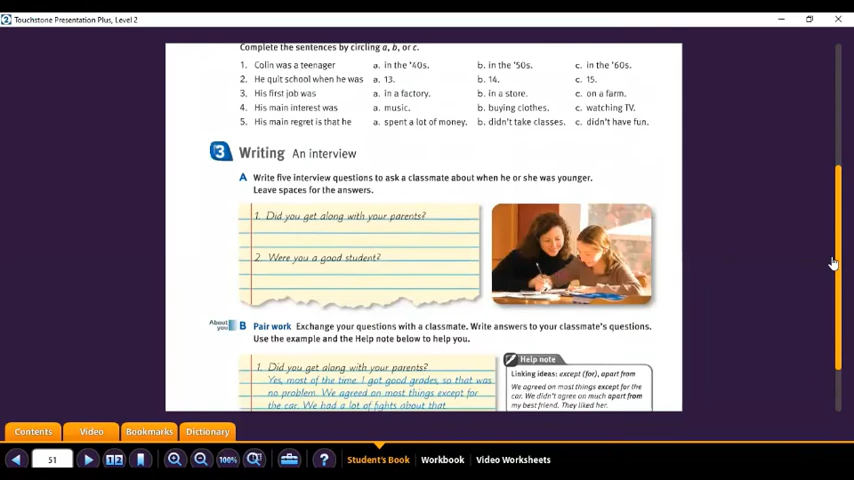 Touchstone Presentation Plus, Level 2
Complete the sentences by circling a, b, or c.
1. Colin was a teenager a. in the '40s. b. in the '50s. c. in the '60s.
2. He quit school when he was a. 13. b. 14. c. 15.
3. His first job was a. in a factory. b. in a store. c. on a farm.
4. His main interest was a. music. b. buying clothes. c. watching TV.
5. His main regret is that he a. spent a lot of money. b. didn't take classes. c. didn't have fun.
3 Writing An interview
A Write five interview questions to ask a classmate about when he or she was younger.
Leave spaces for the answers.
1. Did you get along with your parents?
2. Were you a good student?
About you B Pair work Exchange your questions with a classmate. Write answers to your classmate's questions.
Use the example and the Help note below to help you.
1. Did you get along with your parents?
Yes, most of the time. I got good grades, so that was
no problem. We agreed on most things except for
the car. We had a lot of fights about that
Help note
Linking ideas: except (for), apart from
We agreed on most things except for the
car. We didn't agree on much apart from
my best friend. They liked her.
Contents Video Bookmarks Dictionary
51 12 100% ? Student's Book Workbook Video Worksheets